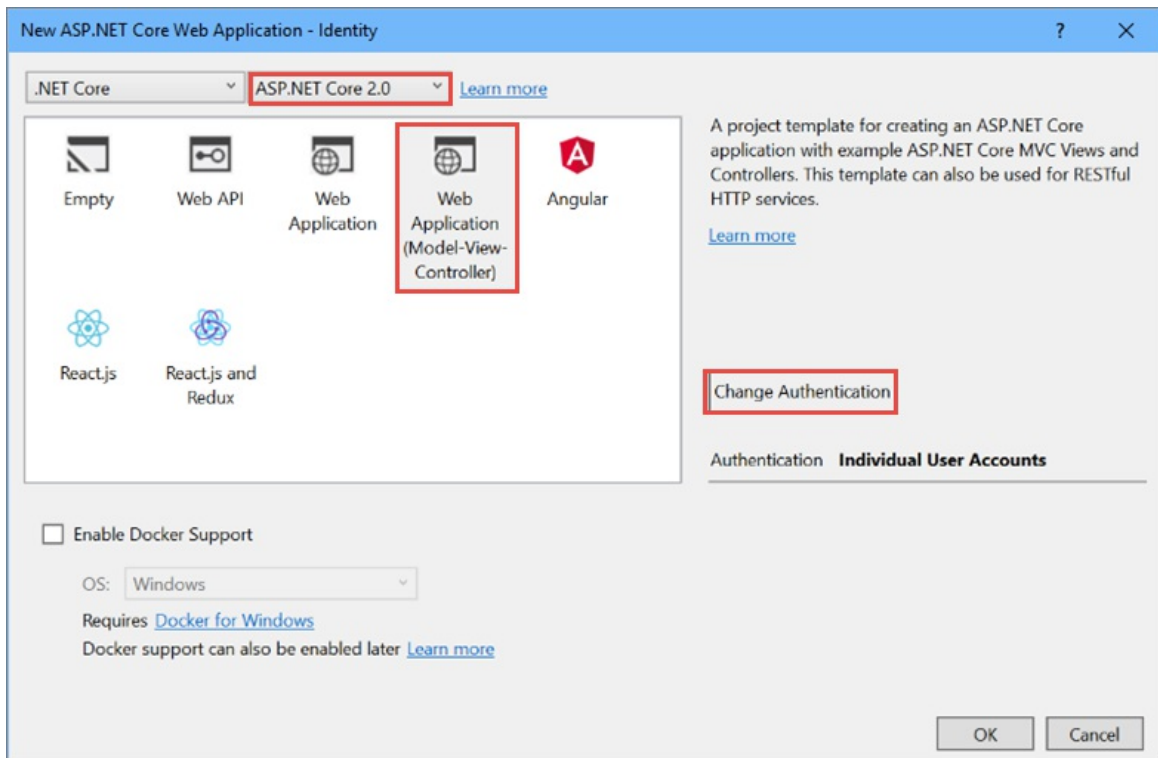 New ASP.NET Core Web Application - Identity
?
.NET Core
ASP.NET Core 2.0
Learn more
Empty
Web API
Web
Application
Web
Application
(Model-View-
Controller)
Angular
React.js
React.js and
Redux
A project template for creating an ASP.NET Core
application with example ASP.NET Core MVC Views and
Controllers. This template can also be used for RESTful
HTTP services.
Learn more
Change Authentication
Authentication Individual User Accounts
Enable Docker Support
OS: Windows
Requires Docker for Windows
Docker support can also be enabled later Learn more
OK
Cancel